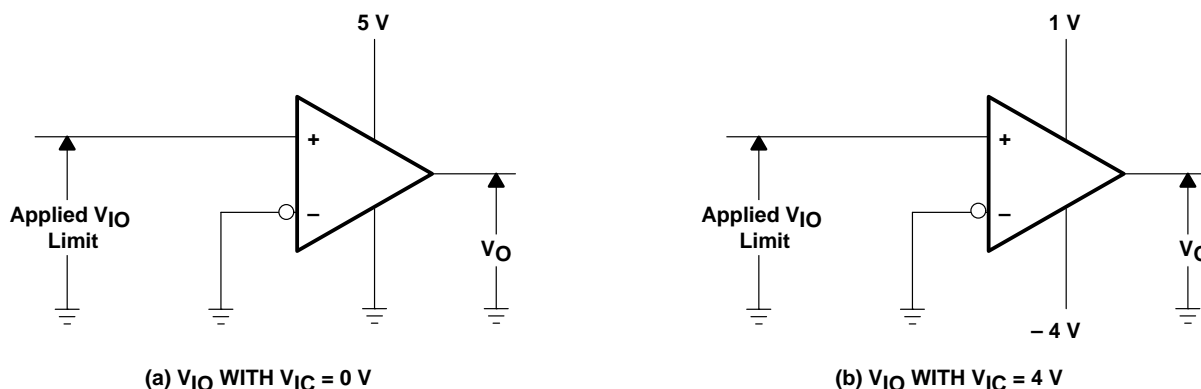 5 V
+
−
Applied VIO
Limit
VO
(a) VIO WITH VIC = 0 V
1 V
+
−
Applied VIO
Limit
VO
– 4 V
(b) VIO WITH VIC = 4 V